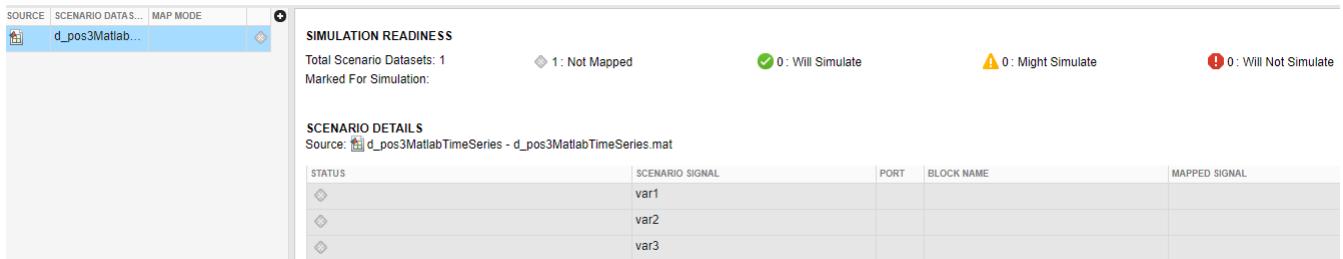 SOURCE SCENARIO DATAS... MAP MODE
d_pos3Matlab...
SIMULATION READINESS
Total Scenario Datasets: 1 1 : Not Mapped 0 : Will Simulate 0 : Might Simulate 0 : Will Not Simulate
Marked For Simulation:
SCENARIO DETAILS
Source: d_pos3MatlabTimeSeries - d_pos3MatlabTimeSeries.mat
STATUS SCENARIO SIGNAL PORT BLOCK NAME MAPPED SIGNAL
var1
var2
var3